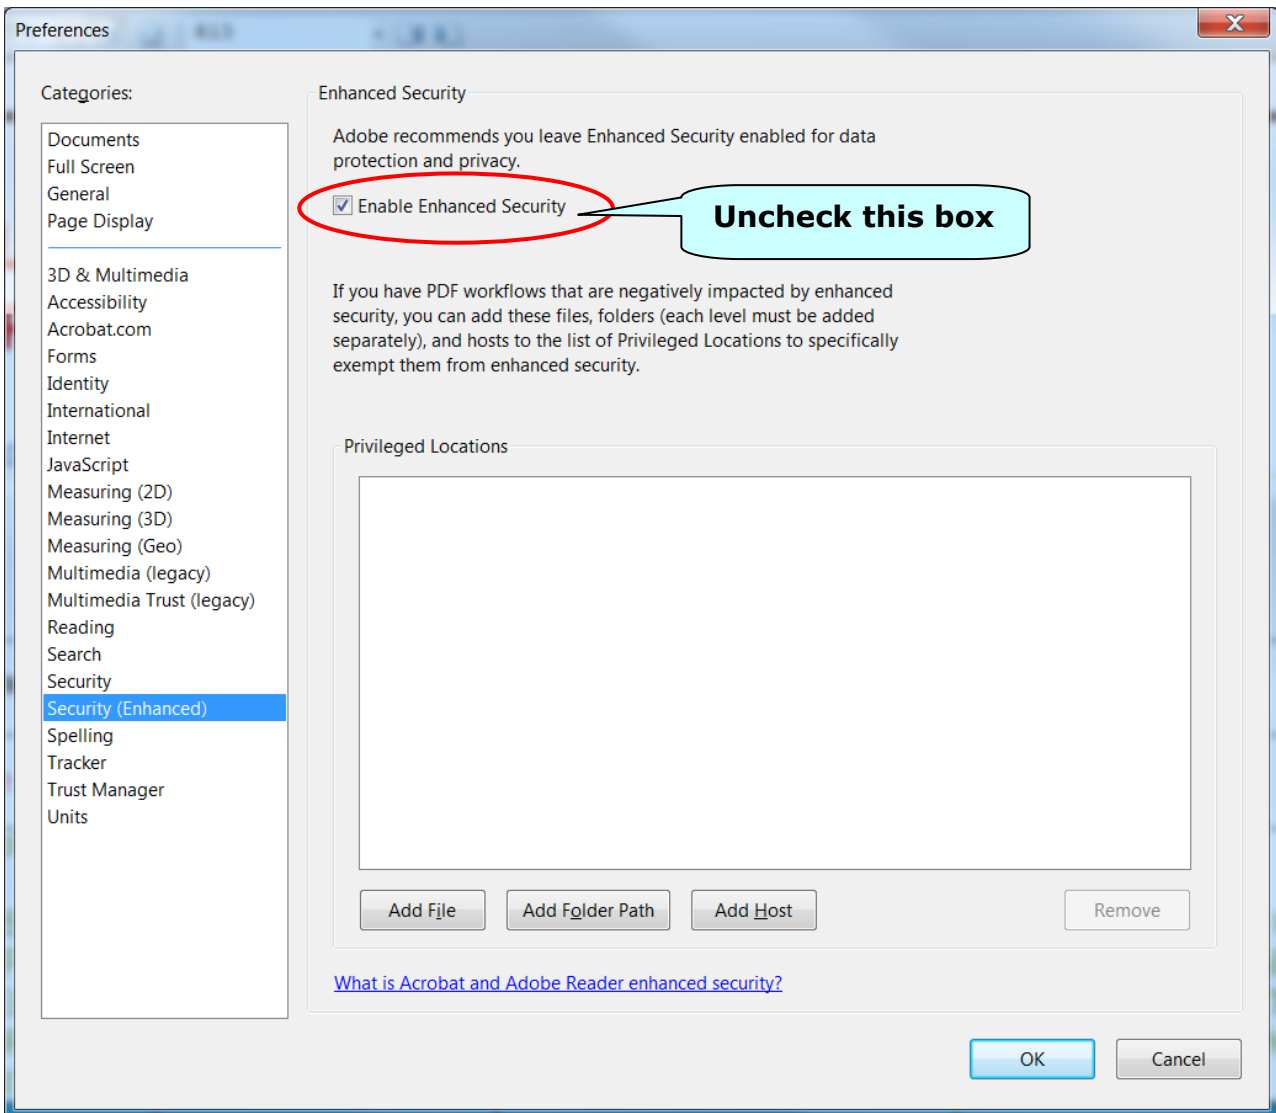 Preferences
Categories:
Documents
Full Screen
General
Page Display
3D & Multimedia
Accessibility
Acrobat.com
Forms
Identity
International
Internet
JavaScript
Measuring (2D)
Measuring (3D)
Measuring (Geo)
Multimedia (legacy)
Multimedia Trust (legacy)
Reading
Search
Security
Security (Enhanced)
Spelling
Tracker
Trust Manager
Units
Enhanced Security
Adobe recommends you leave Enhanced Security enabled for data
protection and privacy.
Enable Enhanced Security
Uncheck this box
If you have PDF workflows that are negatively impacted by enhanced
security, you can add these files, folders (each level must be added
separately), and hosts to the list of Privileged Locations to specifically
exempt them from enhanced security.
Privileged Locations
Add File
Add Folder Path
Add Host
Remove
What is Acrobat and Adobe Reader enhanced security?
OK
Cancel